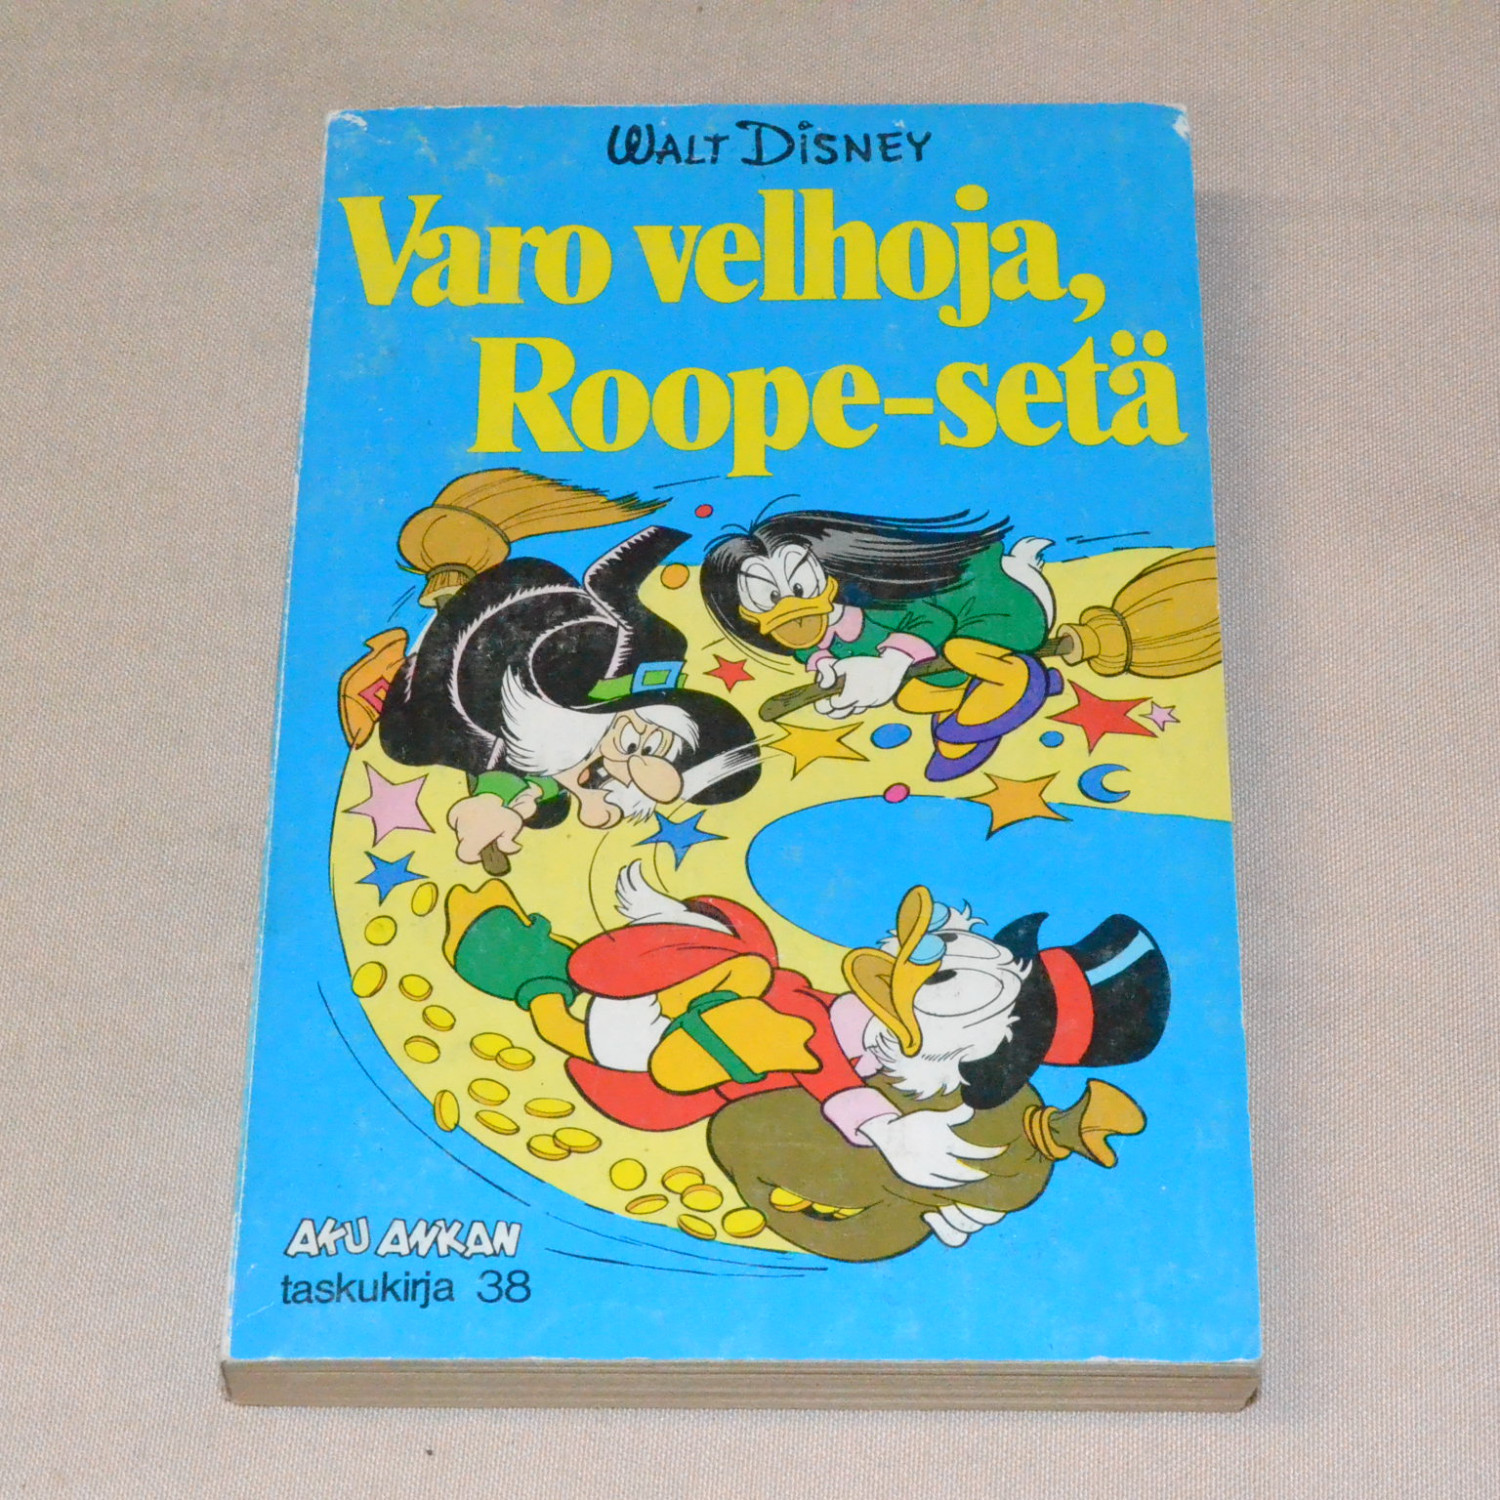 WALT DISNEY
Varo velhoja,
Roope-setä
AKU ANKAN
taskukirja 38